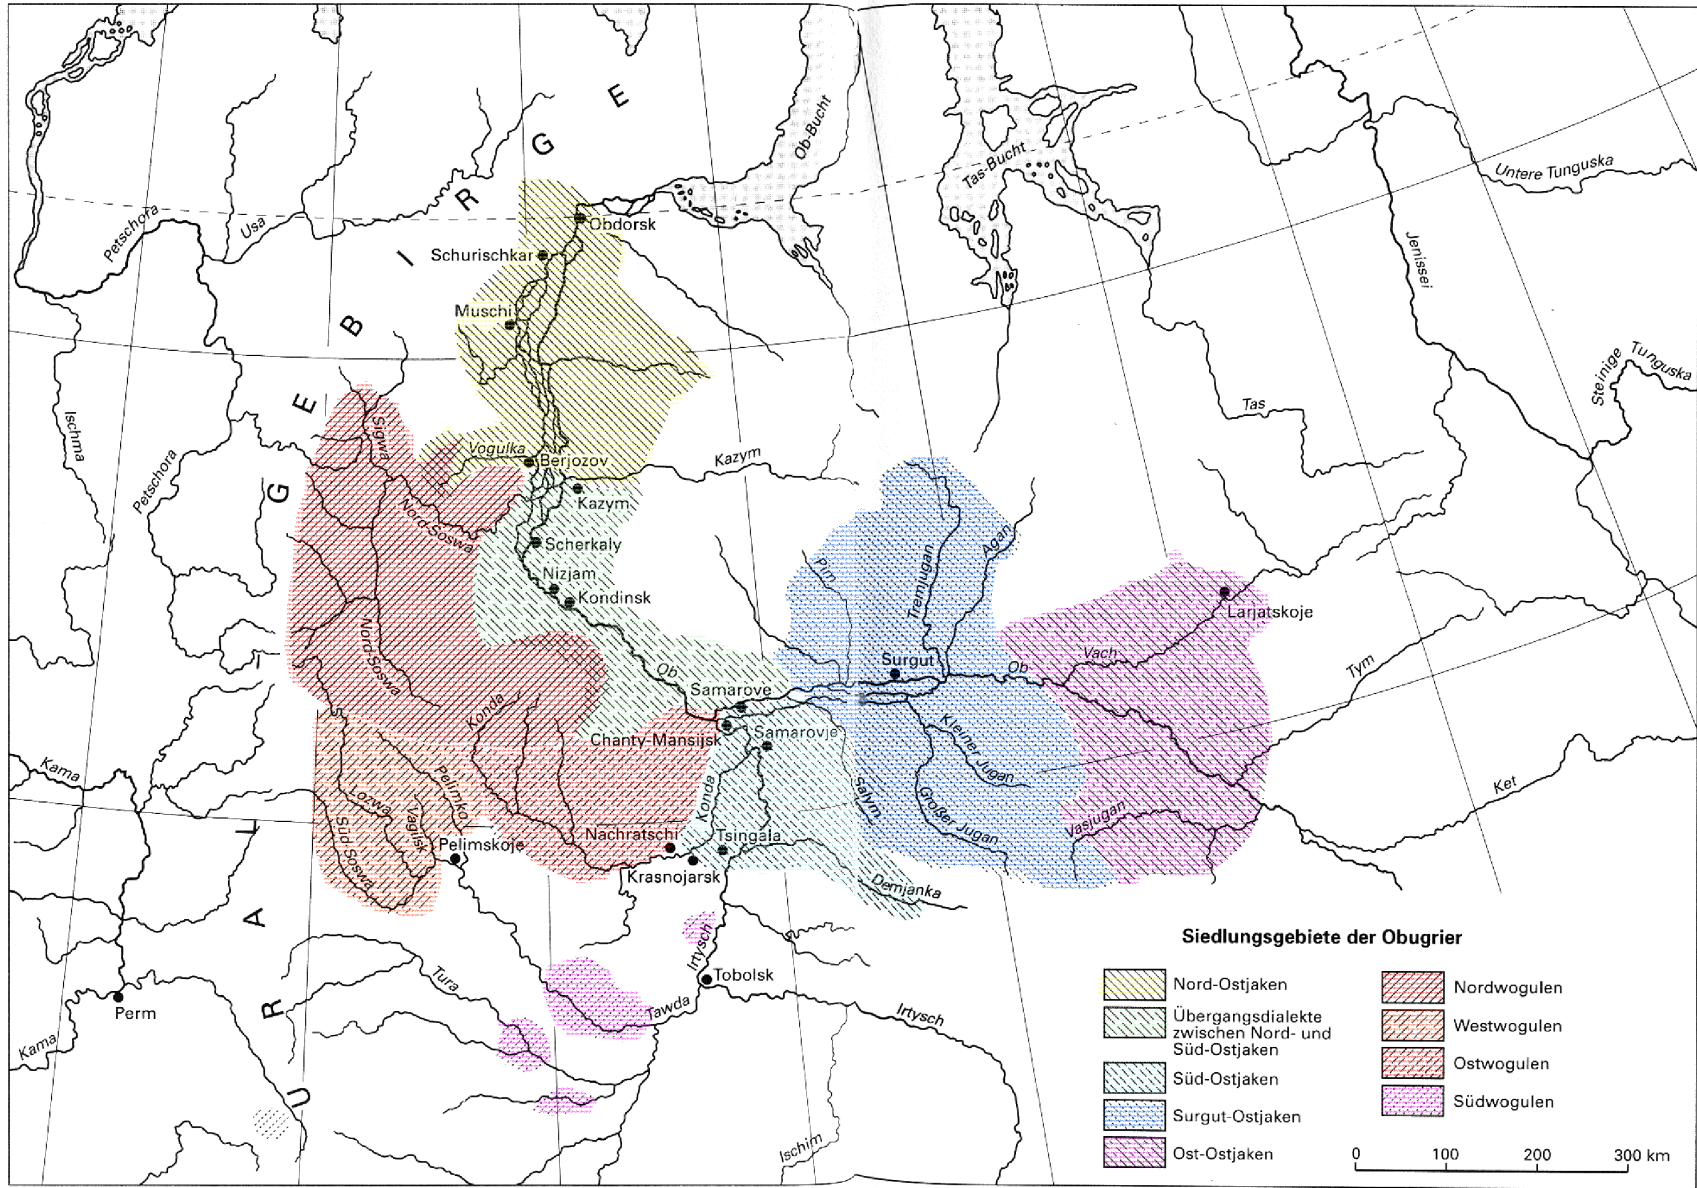 G
E
B
I
R
G
E
U
R
A
L
Ob-Bucht
Tas-Bucht
Untere Tunguska
Petschora
Usa
Obdorsk
Schurischkar
Jenissei
Muschi
Steinige
Tunguska
Ischma
Sigwa
Tas
Vogulka
Berjozov
Kazym
Petschora
Kazym
Nord-Soswa
Scherkaly
Agan
Pim
Tremjugan
Nizjam
Kondinsk
Larjatskoje
Nord-Soswa
Surgut
Ob
Vach
Tym
Ob
Samarove
Konda
Chanty-Mansijsk
Samarovje
Kleiner Jugan
Kama
Pelimka
Lozwa
Vagilsk
Süd Soswa
Konda
Salym
Großer Jugan
Vasjugan
Ket
Nachratschi
Tsingala
Pelimskoje
Krasnojarsk
Demjanka
Irtysch
Tura
Tobolsk
Tawda
Irtysch
Perm
Kama
Ischim
Siedlungsgebiete der Obugrier
Nord-Ostjaken
Übergangsdialekte
zwischen Nord- und
Süd-Ostjaken
Süd-Ostjaken
Surgut-Ostjaken
Ost-Ostjaken
Nordwogulen
Westwogulen
Ostwogulen
Südwogulen
0 100 200 300 km